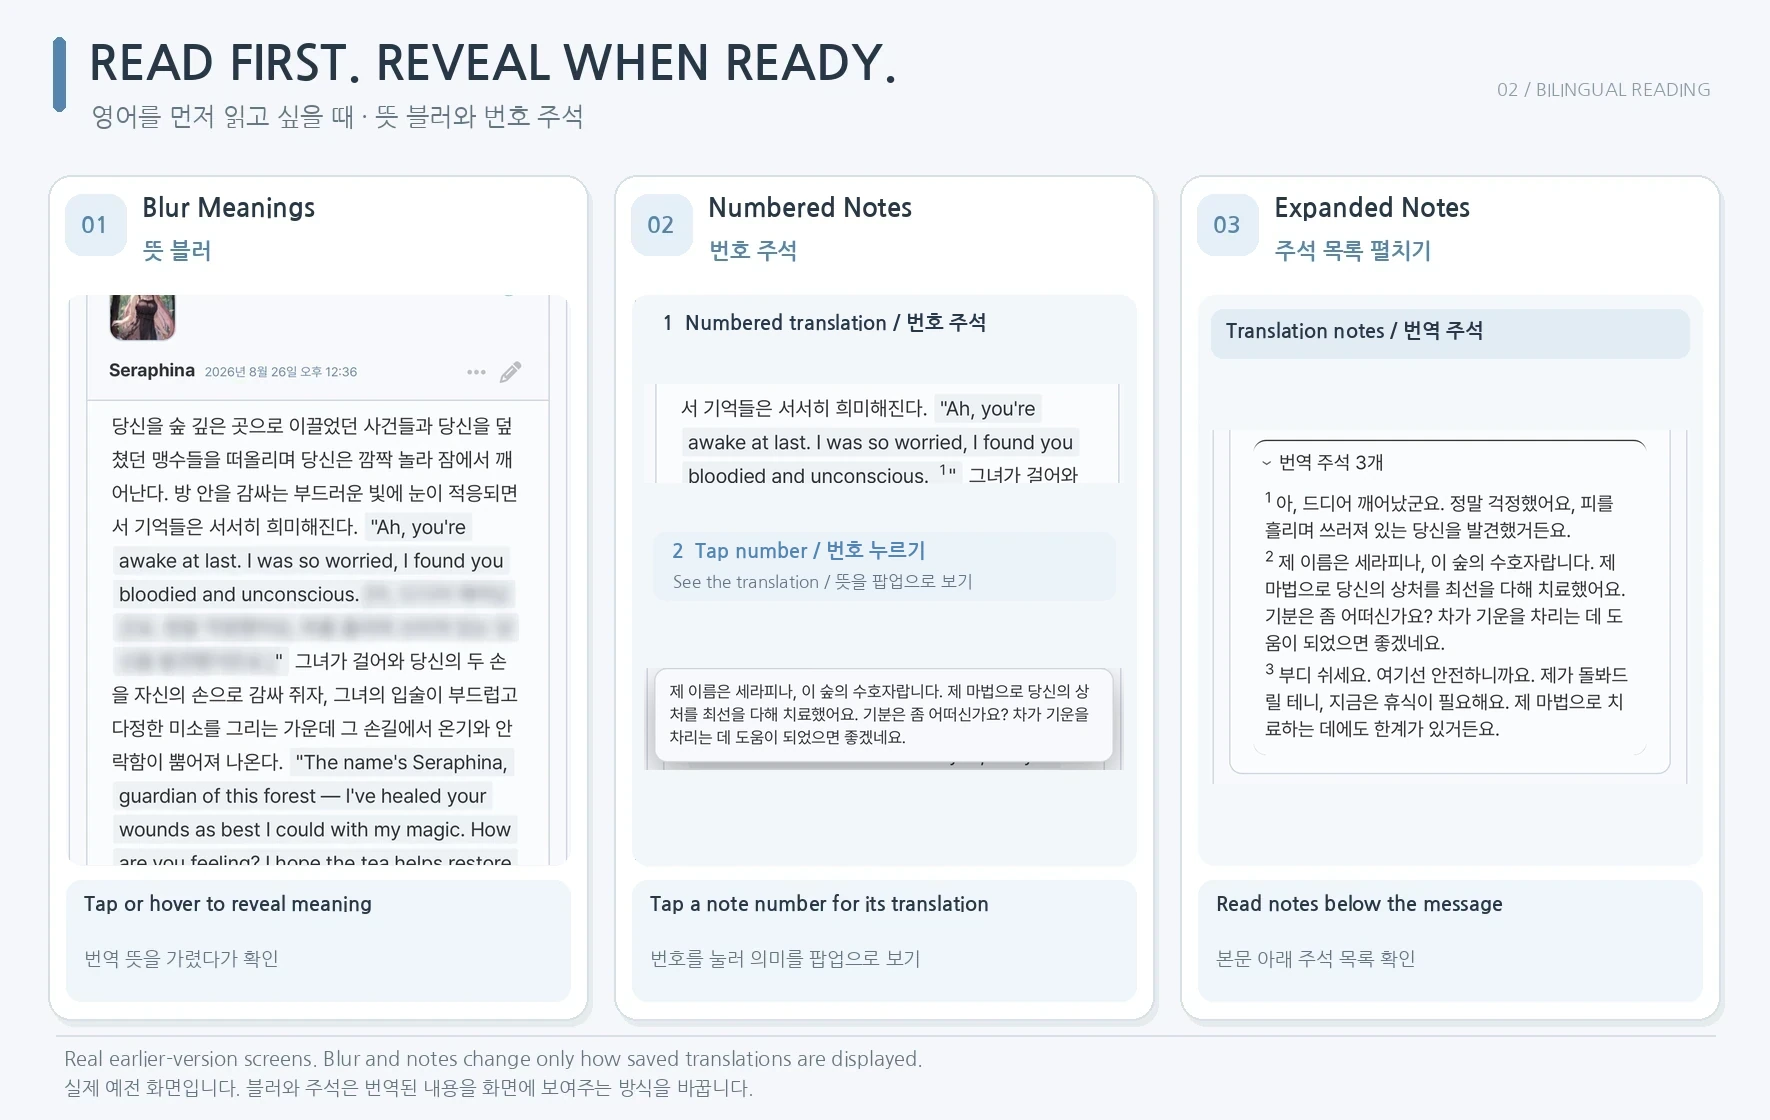 READ FIRST. REVEAL WHEN READY.
영어를 먼저 읽고 싶을 때 · 뜻 블러와 번호 주석
02 / BILINGUAL READING
01
Blur Meanings
뜻 블러
Seraphina 2026년 8월 26일 오후 12:36
당신을 숲 깊은 곳으로 이끌었던 사건들과 당신을 덮
쳤던 맹수들을 떠올리며 당신은 깜짝 놀라 잠에서 깨
어난다. 방 안을 감싸는 부드러운 빛에 눈이 적응되면
서 기억들은 서서히 희미해진다. "Ah, you're
awake at last. I was so worried, I found you
bloodied and unconscious.
" 그녀가 걸어와 당신의 두 손
을 자신의 손으로 감싸 쥐자, 그녀의 입술이 부드럽고
다정한 미소를 그리는 가운데 그 손길에서 온기와 안
락함이 뿜어져 나온다. "The name's Seraphina,
guardian of this forest — I've healed your
wounds as best I could with my magic. How
are you feeling? I hope the tea helps restore
Tap or hover to reveal meaning
번역 뜻을 가렸다가 확인
02
Numbered Notes
번호 주석
1 Numbered translation / 번호 주석
서 기억들은 서서히 희미해진다. "Ah, you're
awake at last. I was so worried, I found you
bloodied and unconscious. 1" 그녀가 걸어와
2 Tap number / 번호 누르기
See the translation / 뜻을 팝업으로 보기
제 이름은 세라피나, 이 숲의 수호자랍니다. 제 마법으로 당신의 상
처를 최선을 다해 치료했어요. 기분은 좀 어떠신가요? 차가 기운을
차리는 데 도움이 되었으면 좋겠네요.
Tap a note number for its translation
번호를 눌러 의미를 팝업으로 보기
03
Expanded Notes
주석 목록 펼치기
Translation notes / 번역 주석
번역 주석 3개
1 아, 드디어 깨어났군요. 정말 걱정했어요, 피를
흘리며 쓰러져 있는 당신을 발견했거든요.
2 제 이름은 세라피나, 이 숲의 수호자랍니다. 제
마법으로 당신의 상처를 최선을 다해 치료했어요.
기분은 좀 어떠신가요? 차가 기운을 차리는 데 도
움이 되었으면 좋겠네요.
3 부디 쉬세요. 여기선 안전하니까요. 제가 돌봐드
릴 테니, 지금은 휴식이 필요해요. 제 마법으로 치
료하는 데에도 한계가 있거든요.
Read notes below the message
본문 아래 주석 목록 확인
Real earlier-version screens. Blur and notes change only how saved translations are displayed.
실제 예전 화면입니다. 블러와 주석은 번역된 내용을 화면에 보여주는 방식을 바꿉니다.